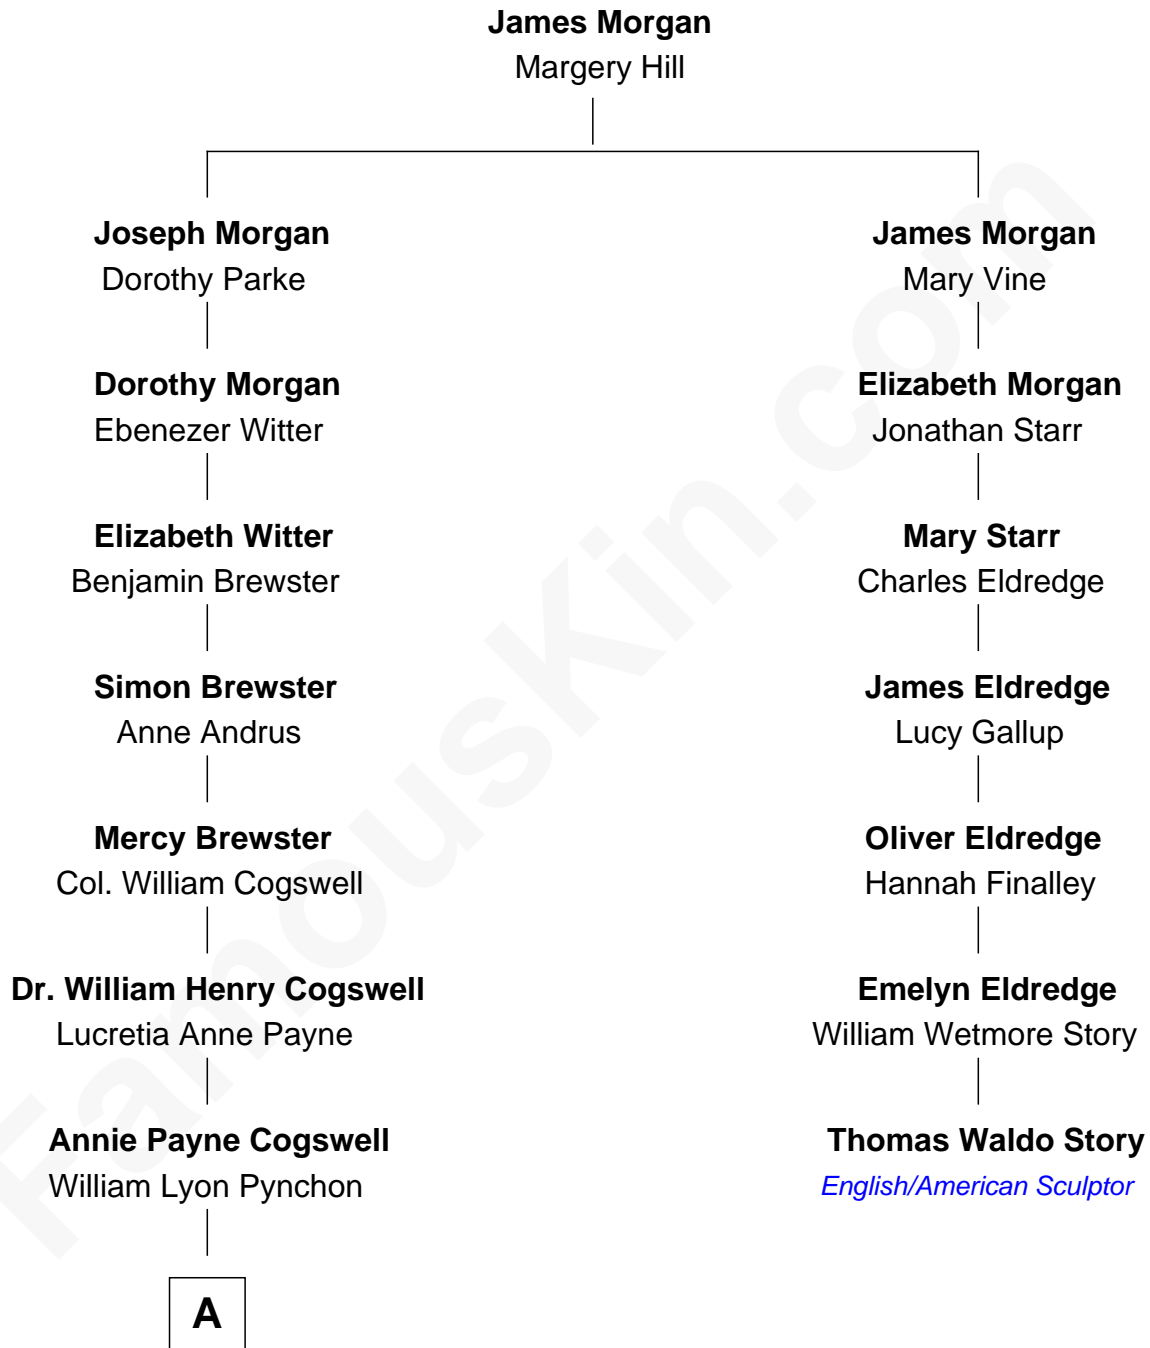 James Morgan
Margery Hill
Joseph Morgan
Dorothy Parke
James Morgan
Mary Vine
Dorothy Morgan
Ebenezer Witter
Elizabeth Morgan
Jonathan Starr
Elizabeth Witter
Benjamin Brewster
Mary Starr
Charles Eldredge
Simon Brewster
Anne Andrus
James Eldredge
Lucy Gallup
Mercy Brewster
Col. William Cogswell
Oliver Eldredge
Hannah Finalley
Dr. William Henry Cogswell
Lucretia Anne Payne
Emelyn Eldredge
William Wetmore Story
Annie Payne Cogswell
William Lyon Pynchon
Thomas Waldo Story
English/American Sculptor
A
FamousKin.com